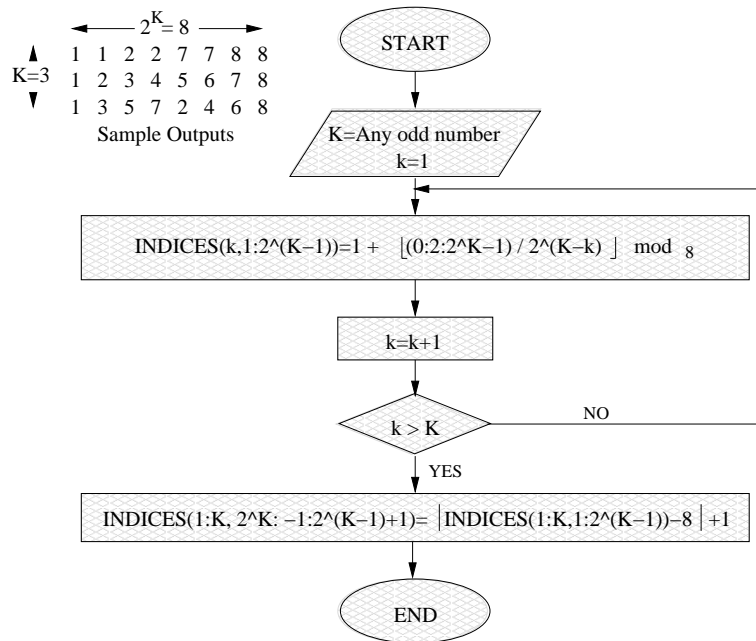 2^K = 8
K=3
1 1 2 2 7 7 8 8
1 2 3 4 5 6 7 8
1 3 5 7 2 4 6 8
Sample Outputs
START
K=Any odd number
k=1
INDICES(k,1:2^(K−1))=1 + ⌊(0:2:2^K−1) / 2^(K−k) ⌋ mod 8
k=k+1
k > K
NO
YES
INDICES(1:K, 2^K: −1:2^(K−1)+1)= |INDICES(1:K,1:2^(K−1))−8 | +1
END